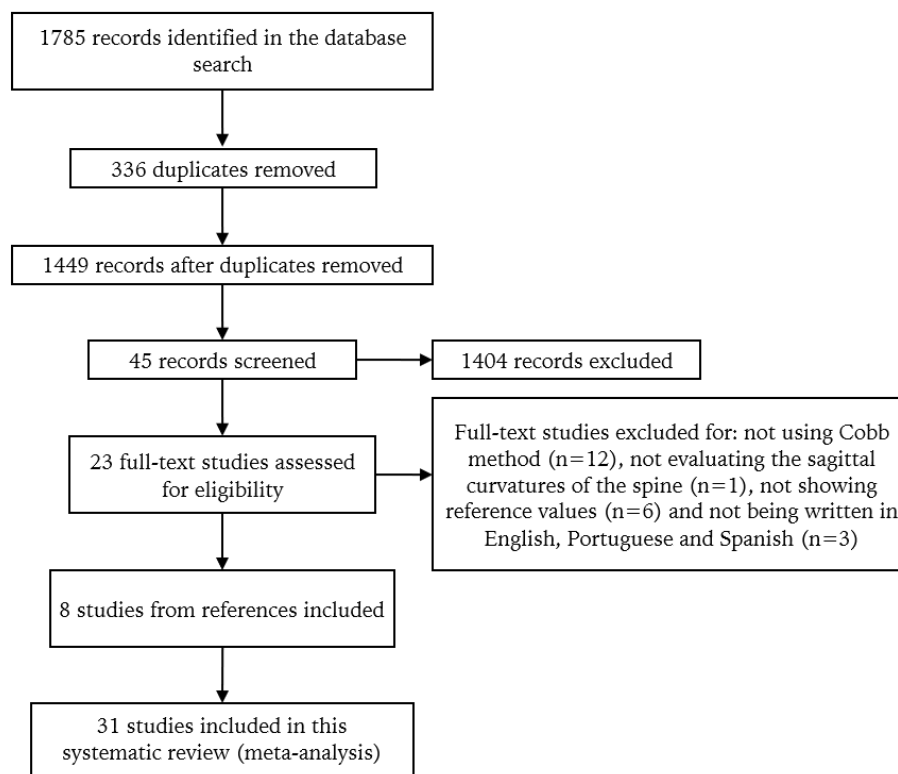 1785 records identified in the database
search
336 duplicates removed
1449 records after duplicates removed
45 records screened
1404 records excluded
23 full-text studies assessed
for eligibility
Full-text studies excluded for: not using Cobb
method (n=12), not evaluating the sagittal
curvatures of the spine (n=1), not showing
reference values (n=6) and not being written in
English, Portuguese and Spanish (n=3)
8 studies from references included
31 studies included in this
systematic review (meta-analysis)